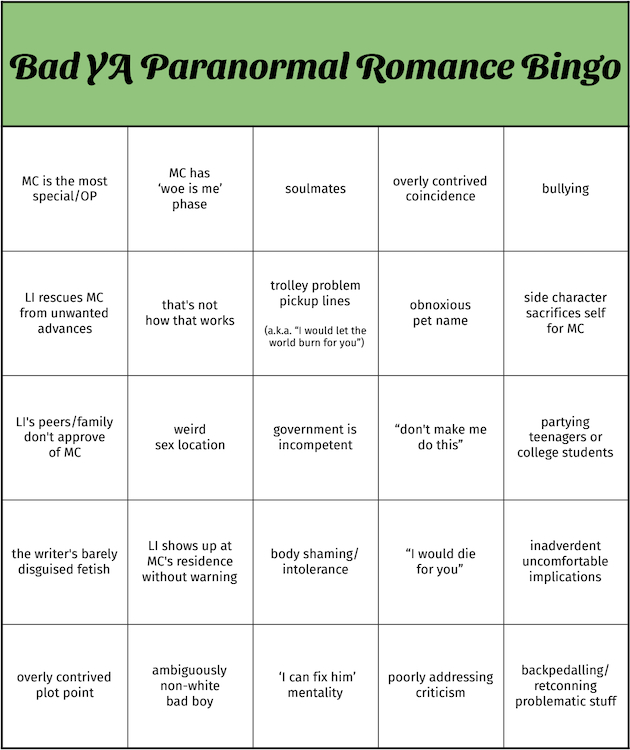 Bad YA Paranormal Romance Bingo
MC is the most
special/OP
MC has
‘woe is me’
phase
soulmates
overly contrived
coincidence
bullying
LI rescues MC
from unwanted
advances
that's not
how that works
trolley problem
pickup lines
(a.k.a. “I would let the
world burn for you”)
obnoxious
pet name
side character
sacrifices self
for MC
LI's peers/family
don't approve
of MC
weird
sex location
government is
incompetent
“don't make me
do this”
partying
teenagers or
college students
the writer's barely
disguised fetish
LI shows up at
MC's residence
without warning
body shaming/
intolerance
“I would die
for you”
inadverdent
uncomfortable
implications
overly contrived
plot point
ambiguously
non-white
bad boy
‘I can fix him’
mentality
poorly addressing
criticism
backpedalling/
retconning
problematic stuff